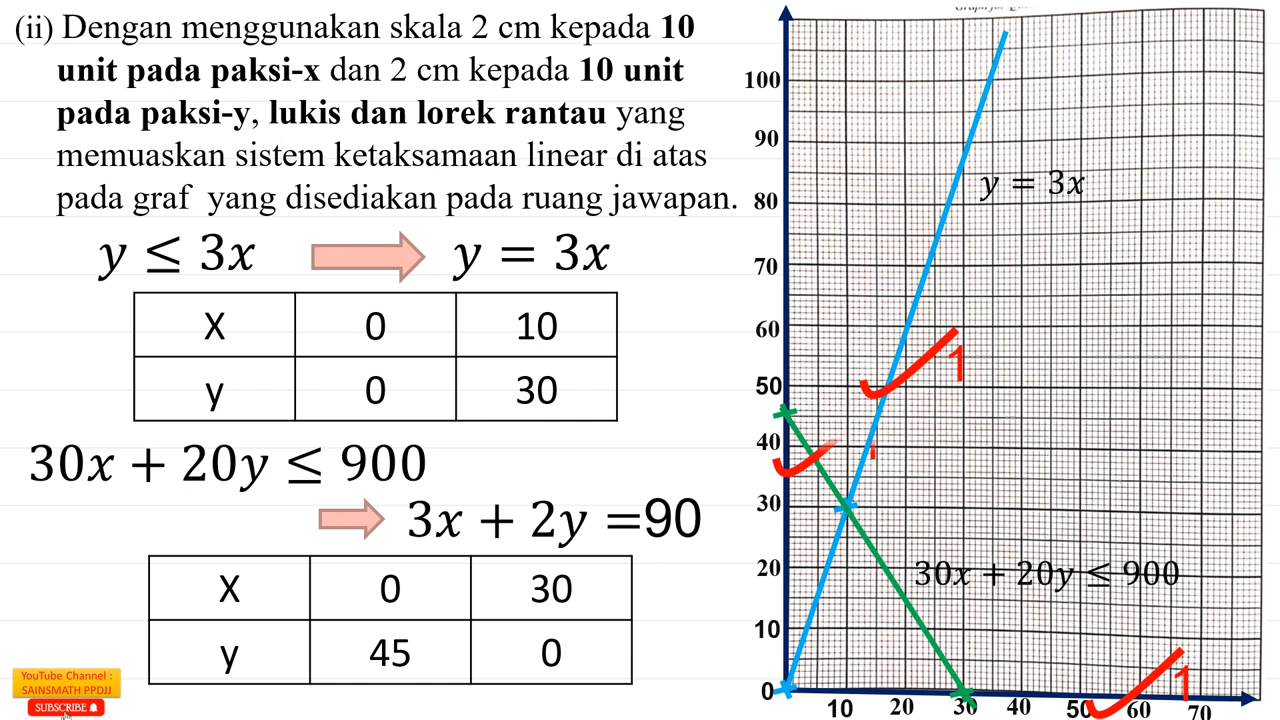 (ii) Dengan menggunakan skala 2 cm kepada 10
unit pada paksi-x dan 2 cm kepada 10 unit
pada paksi-y, lukis dan lorek rantau yang
memuaskan sistem ketaksamaan linear di atas
pada graf yang disediakan pada ruang jawapan.
y ≤ 3x y = 3x
X 0 10
y 0 30
30x + 20y ≤ 900
3x + 2y =90
X 0 30
y 45 0
YouTube Channel :
SAINSMATH PPDJJ
SUBSCRIBE
100
90
80
70
60
50
40
30
20
10
0
10 20 30 40 50 60 70
y = 3x
1
1
30x + 20y ≤ 900
1